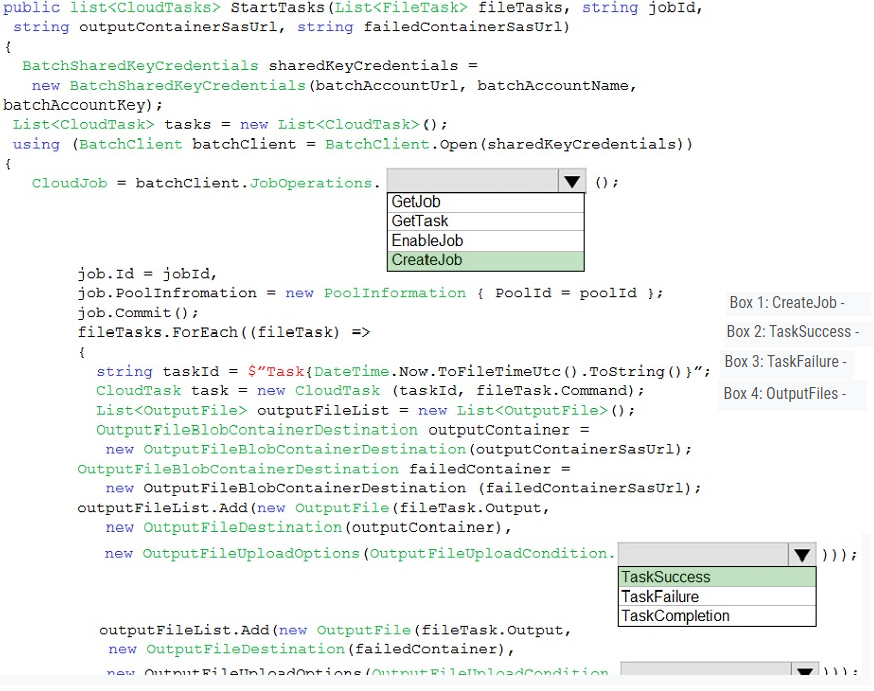 public list<CloudTasks> StartTasks(List<FileTask> fileTasks, string jobId,
string outputContainerSasUrl, string failedContainerSasUrl)
{
BatchSharedKeyCredentials sharedKeyCredentials =
new BatchSharedKeyCredentials(batchAccountUrl, batchAccountName,
batchAccountKey);
List<CloudTask> tasks = new List<CloudTask>();
using (BatchClient batchClient = BatchClient.Open(sharedKeyCredentials))
{
CloudJob = batchClient.JobOperations. ();
GetJob
GetTask
EnableJob
CreateJob
job.Id = jobId,
job.PoolInfromation = new PoolInformation { PoolId = poolId };
job.Commit();
fileTasks.ForEach((fileTask) =>
{
string taskId = $"Task{DateTime.Now.ToFileTimeUtc().ToString()}";
CloudTask task = new CloudTask (taskId, fileTask.Command);
List<OutputFile> outputFileList = new List<OutputFile>();
OutputFileBlobContainerDestination outputContainer =
new OutputFileBlobContainerDestination(outputContainerSasUrl);
OutputFileBlobContainerDestination failedContainer =
new OutputFileBlobContainerDestination (failedContainerSasUrl);
outputFileList.Add(new OutputFile(fileTask.Output,
new OutputFileDestination(outputContainer),
new OutputFileUploadOptions(OutputFileUploadCondition. )));
TaskSuccess
TaskFailure
TaskCompletion
outputFileList.Add(new OutputFile(fileTask.Output,
new OutputFileDestination(failedContainer),
new OutputFileUploadOptions(OutputFileUploadCondition. )));
Box 1: CreateJob -
Box 2: TaskSuccess -
Box 3: TaskFailure -
Box 4: OutputFiles -